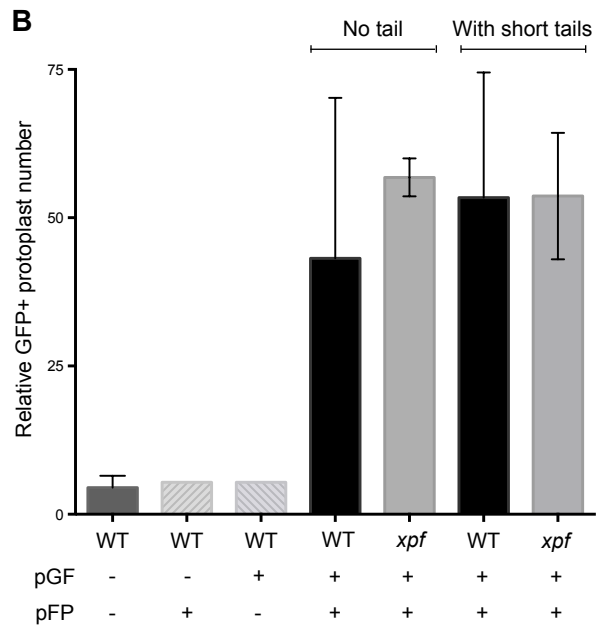 B
No tail With short tails
Relative GFP+ protoplast number
75
50
25
0
WT WT WT WT xpf WT xpf
pGF - - + + + + +
pFP - + - + + + +